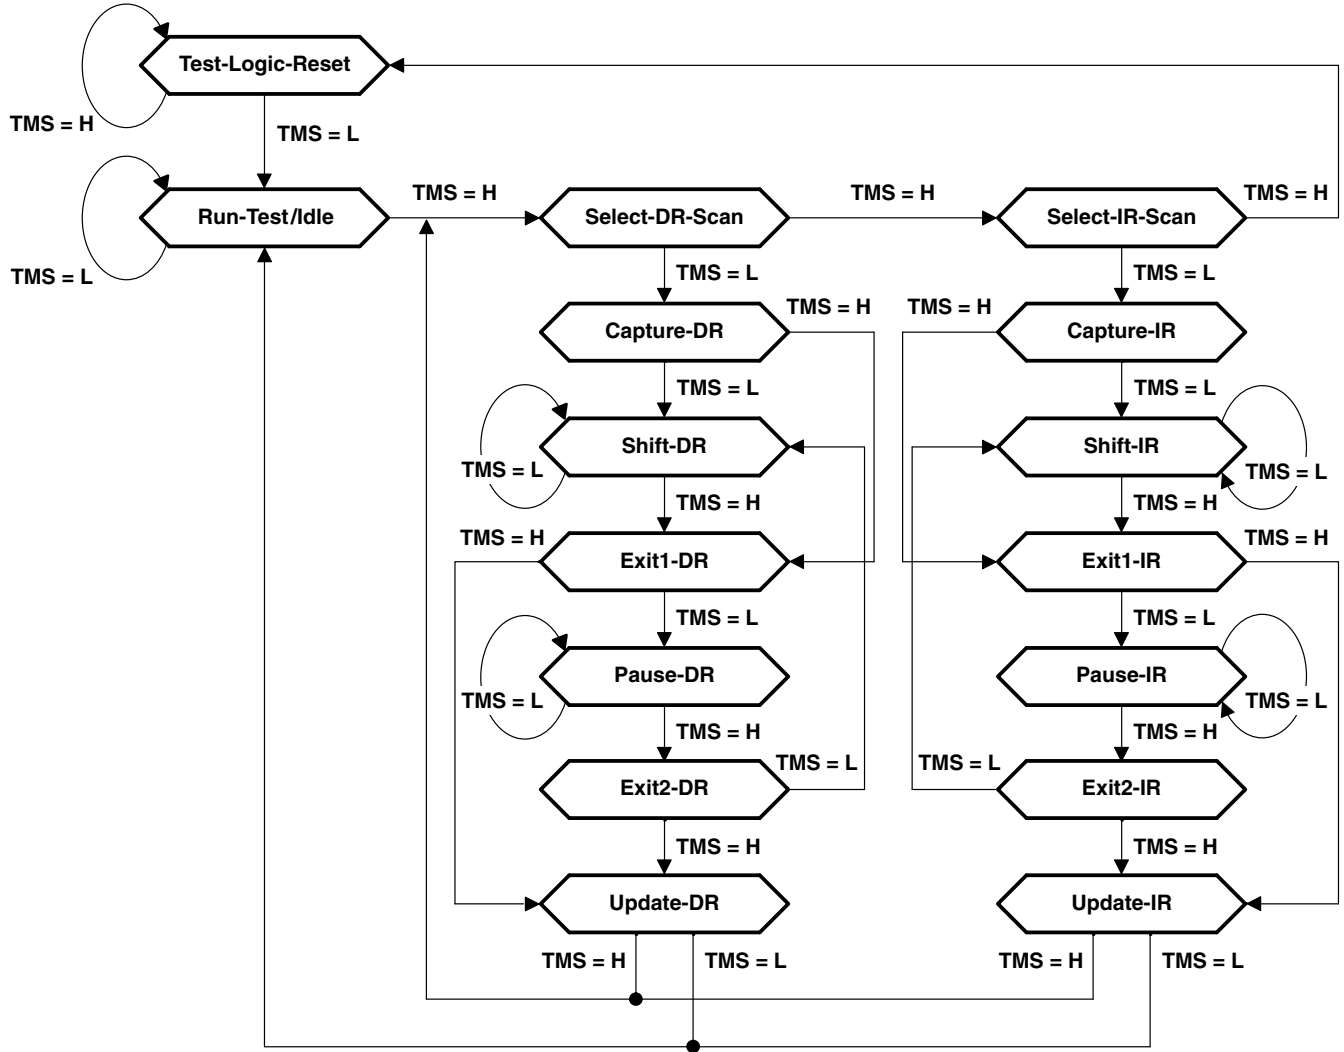 Test-Logic-Reset
TMS = H
TMS = L
Run-Test/Idle
TMS = L
TMS = H
Select-DR-Scan
TMS = H
Select-IR-Scan
TMS = H
TMS = L
TMS = L
Capture-DR
TMS = H
TMS = H
Capture-IR
TMS = L
TMS = L
TMS = L
Shift-DR
Shift-IR
TMS = L
TMS = H
TMS = H
TMS = H
Exit1-DR
Exit1-IR
TMS = H
TMS = L
TMS = L
TMS = L
Pause-DR
Pause-IR
TMS = L
TMS = H
TMS = H
Exit2-DR
TMS = L
TMS = L
Exit2-IR
TMS = H
TMS = H
Update-DR
Update-IR
TMS = H
TMS = L
TMS = H
TMS = L